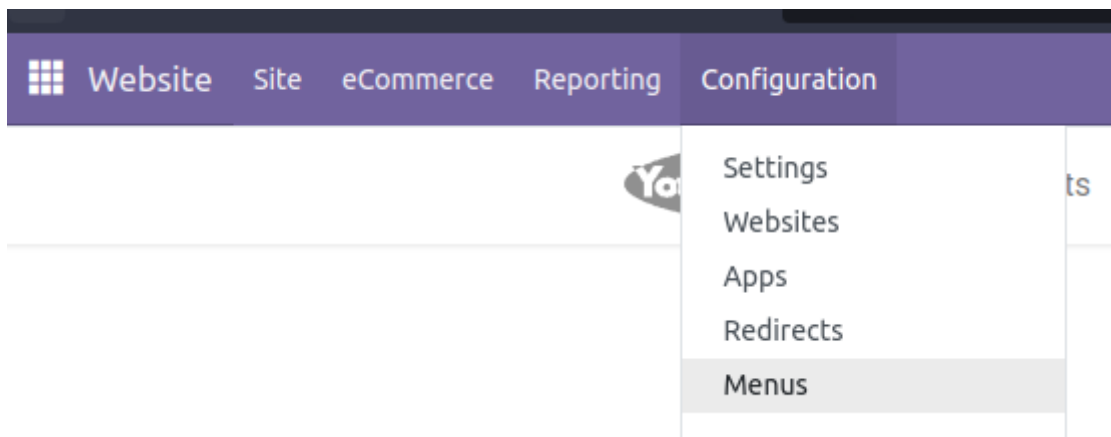 Website Site eCommerce Reporting Configuration
Settings
Websites
Apps
Redirects
Menus